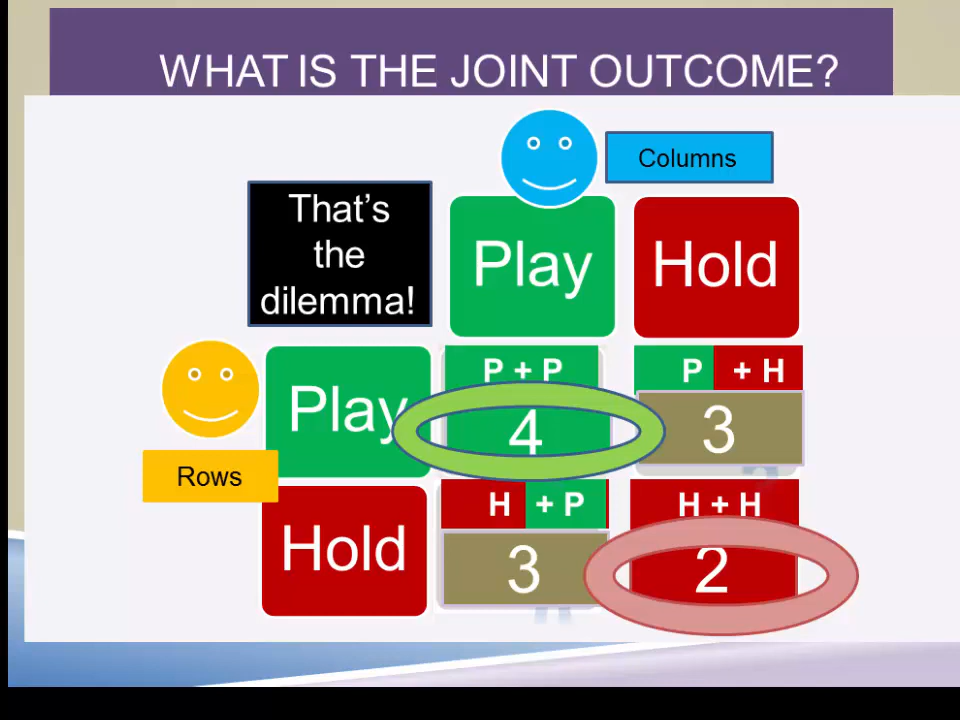 WHAT IS THE JOINT OUTCOME?
Columns
That's
the
dilemma!
Play
Hold
Play
P + P
P + H
4
3
Rows
Hold
H + P
H + H
3
2